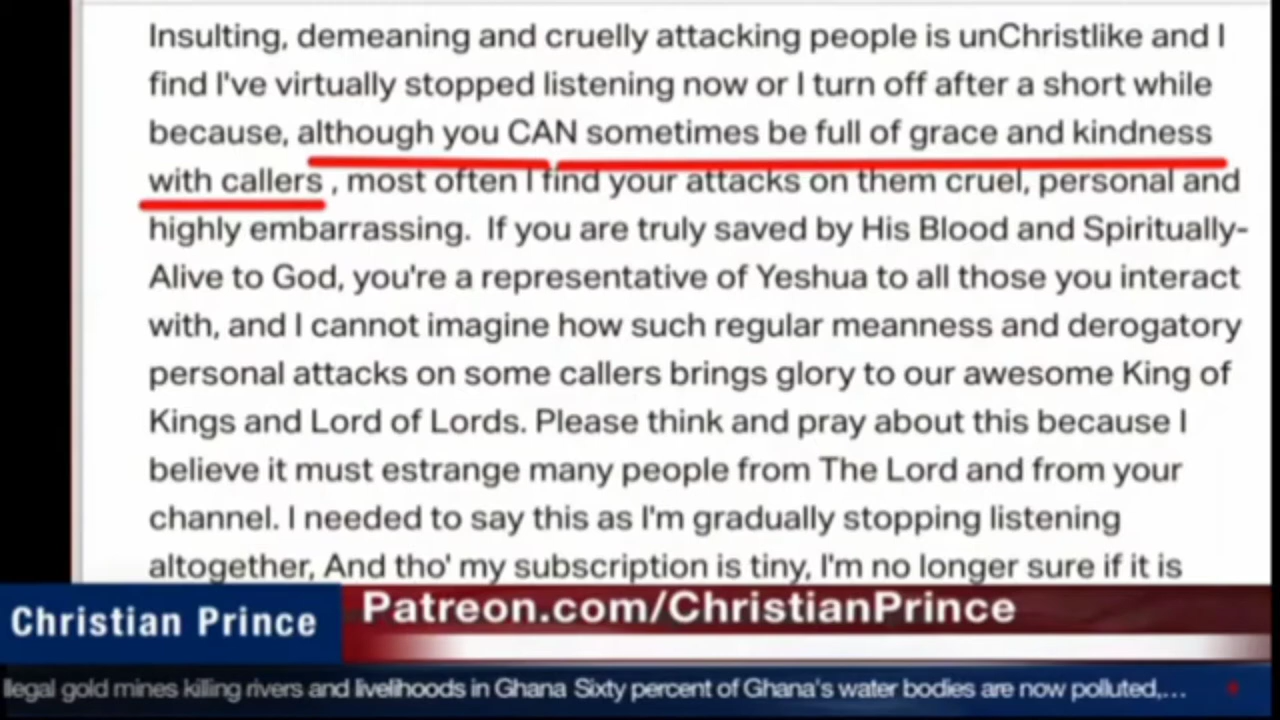 Insulting, demeaning and cruelly attacking people is unChristlike and I
find I've virtually stopped listening now or I turn off after a short while
because, although you CAN sometimes be full of grace and kindness
with callers , most often I find your attacks on them cruel, personal and
highly embarrassing. If you are truly saved by His Blood and Spiritually-
Alive to God, you're a representative of Yeshua to all those you interact
with, and I cannot imagine how such regular meanness and derogatory
personal attacks on some callers brings glory to our awesome King of
Kings and Lord of Lords. Please think and pray about this because I
believe it must estrange many people from The Lord and from your
channel. I needed to say this as I'm gradually stopping listening
altogether, And tho' my subscription is tiny, I'm no longer sure if it is
Christian Prince
Patreon.com/ChristianPrince
llegal gold mines killing rivers and livelihoods in Ghana Sixty percent of Ghana's water bodies are now polluted,...